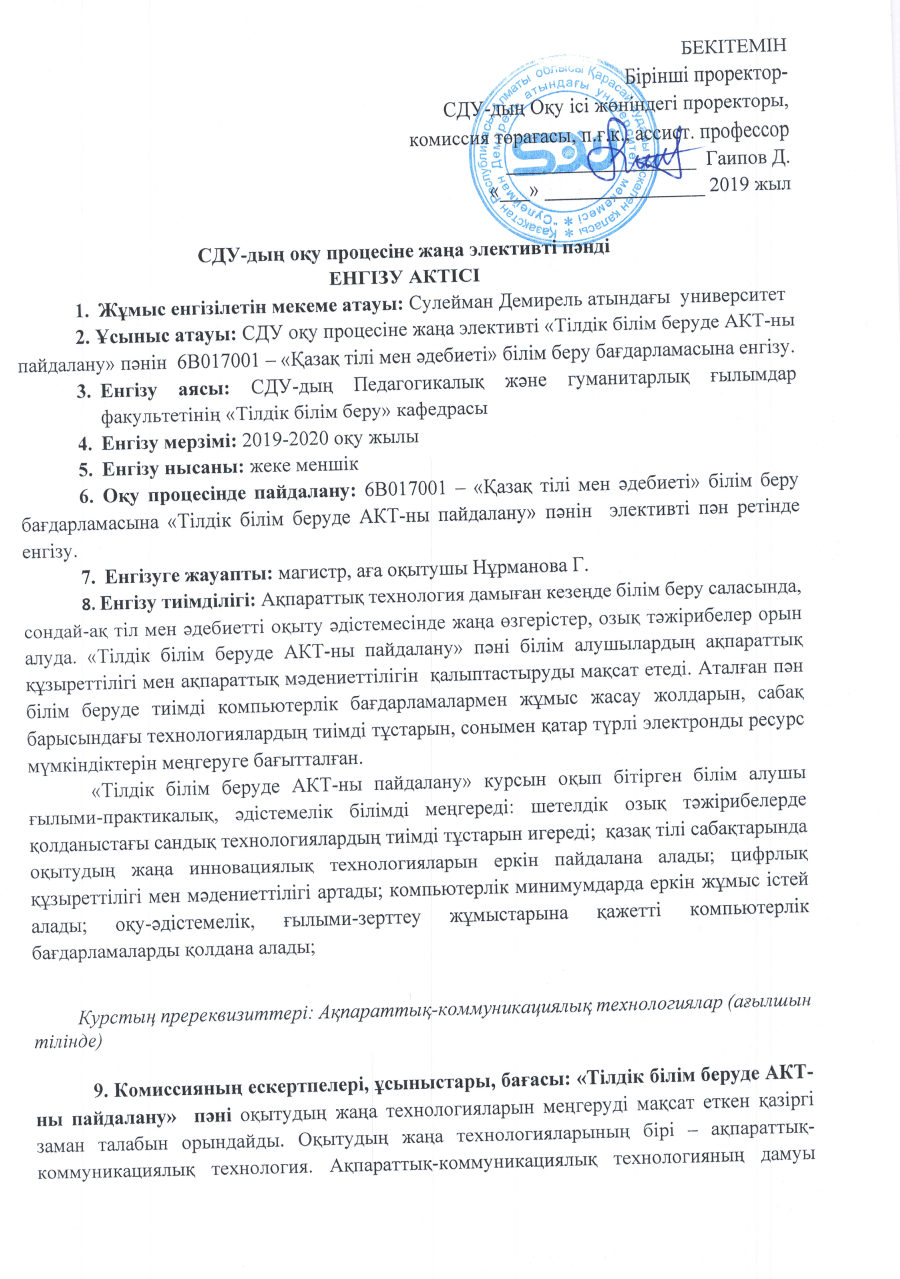 БЕКІТЕМІН
Бірінші проректор-
СДУ-дың Оқу ісі жөніндегі проректоры,
комиссия төрағасы, п.ғ.к., ассист. профессор
Гаипов Д.
«___» ________________ 2019 жыл
СДУ-дың оқу процесіне жаңа элективті пәнді
ЕНГІЗУ АКТІСІ
1. Жұмыс енгізілетін мекеме атауы: Сулейман Демирель атындағы университет
2. Ұсыныс атауы: СДУ оқу процесіне жаңа элективті «Тілдік білім беруде АКТ-ны
пайдалану» пәнін 6В017001 – «Қазақ тілі мен әдебиеті» білім беру бағдарламасына енгізу.
3. Енгізу аясы: СДУ-дың Педагогикалық және гуманитарлық ғылымдар
факультетінің «Тілдік білім беру» кафедрасы
4. Енгізу мерзімі: 2019-2020 оқу жылы
5. Енгізу нысаны: жеке меншік
6. Оқу процесінде пайдалану: 6В017001 – «Қазақ тілі мен әдебиеті» білім беру
бағдарламасына «Тілдік білім беруде АКТ-ны пайдалану» пәнін элективті пән ретінде
енгізу.
7. Енгізуге жауапты: магистр, аға оқытушы Нұрманова Г.
8. Енгізу тиімділігі: Ақпараттық технология дамыған кезеңде білім беру саласында,
сондай-ақ тіл мен әдебиетті оқыту әдістемесінде жаңа өзгерістер, озық тәжірибелер орын
алуда. «Тілдік білім беруде АКТ-ны пайдалану» пәні білім алушылардың ақпараттық
құзыреттілігі мен ақпараттық мәдениеттілігін қалыптастыруды мақсат етеді. Аталған пән
білім беруде тиімді компьютерлік бағдарламалармен жұмыс жасау жолдарын, сабақ
барысындағы технологиялардың тиімді тұстарын, сонымен қатар түрлі электронды ресурс
мүмкіндіктерін меңгеруге бағытталған.
«Тілдік білім беруде АКТ-ны пайдалану» курсын оқып бітірген білім алушы
ғылыми-практикалық, әдістемелік білімді меңгереді: шетелдік озық тәжірибелерде
қолданыстағы сандық технологиялардың тиімді тұстарын игереді; қазақ тілі сабақтарында
оқытудың жаңа инновациялық технологияларын еркін пайдалана алады; цифрлық
құзыреттілігі мен мәдениеттілігі артады; компьютерлік минимумдарда еркін жұмыс істей
алады; оқу-әдістемелік, ғылыми-зерттеу жұмыстарына қажетті компьютерлік
бағдарламаларды қолдана алады;
Курстың пререквизиттері: Ақпараттық-коммуникациялық технологиялар (ағылшын
тілінде)
9. Комиссияның ескертпелері, ұсыныстары, бағасы: «Тілдік білім беруде АКТ-
ны пайдалану» пәні оқытудың жаңа технологияларын меңгеруді мақсат еткен қазіргі
заман талабын орындайды. Оқытудың жаңа технологияларының бірі – ақпараттық-
коммуникациялық технология. Ақпараттық-коммуникациялық технологияның дамуы